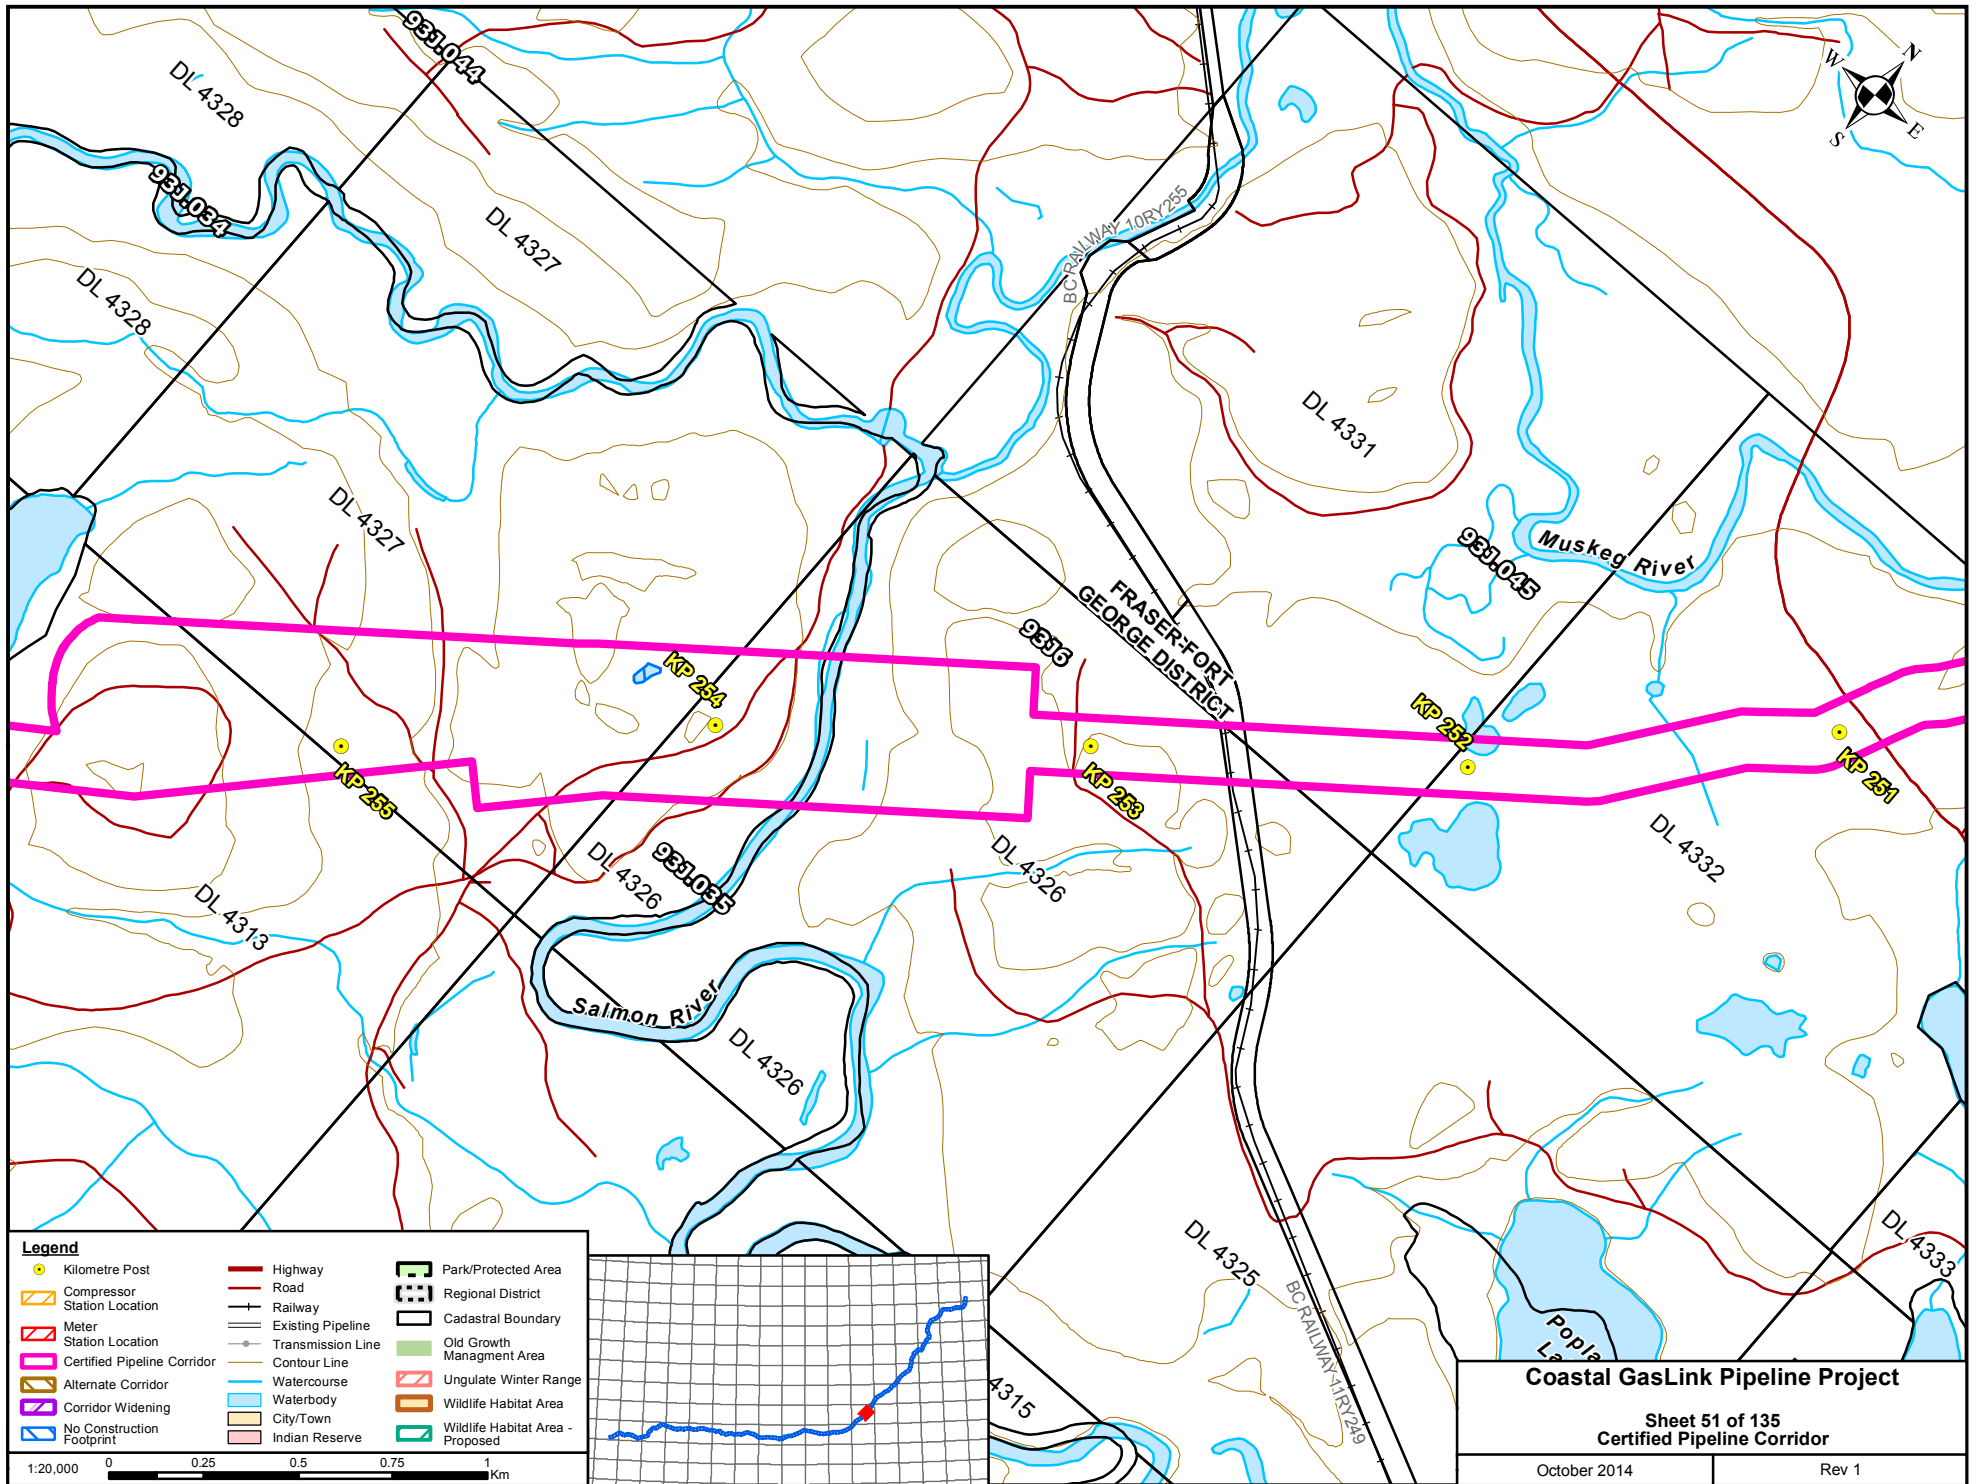 93J.044
DL 4328
93J.034
DL 4327
DL 4328
BC RAILWAY 10RY255
W
N
S
E
DL 4331
DL 4327
93J.045
Muskeg River
FRASER-FORT
GEORGE DISTRICT
93J6
KP 254
KP 252
KP 255
KP 253
KP 251
DL 4332
DL 4326
93J.035
DL 4326
DL 4313
Salmon River
DL 4326
DL 4325
DL 4333
BC RAILWAY 11RY249
4315
Legend
Kilometre Post
Compressor
Station Location
Meter
Station Location
Certified Pipeline Corridor
Alternate Corridor
Corridor Widening
No Construction
Footprint
Highway
Road
Railway
Existing Pipeline
Transmission Line
Contour Line
Watercourse
Waterbody
City/Town
Indian Reserve
Park/Protected Area
Regional District
Cadastral Boundary
Old Growth
Managment Area
Ungulate Winter Range
Wildlife Habitat Area
Wildlife Habitat Area -
Proposed
1:20,000
0 0.25 0.5 0.75 1
Km
Popla
La
Coastal GasLink Pipeline Project
Sheet 51 of 135
Certified Pipeline Corridor
October 2014
Rev 1